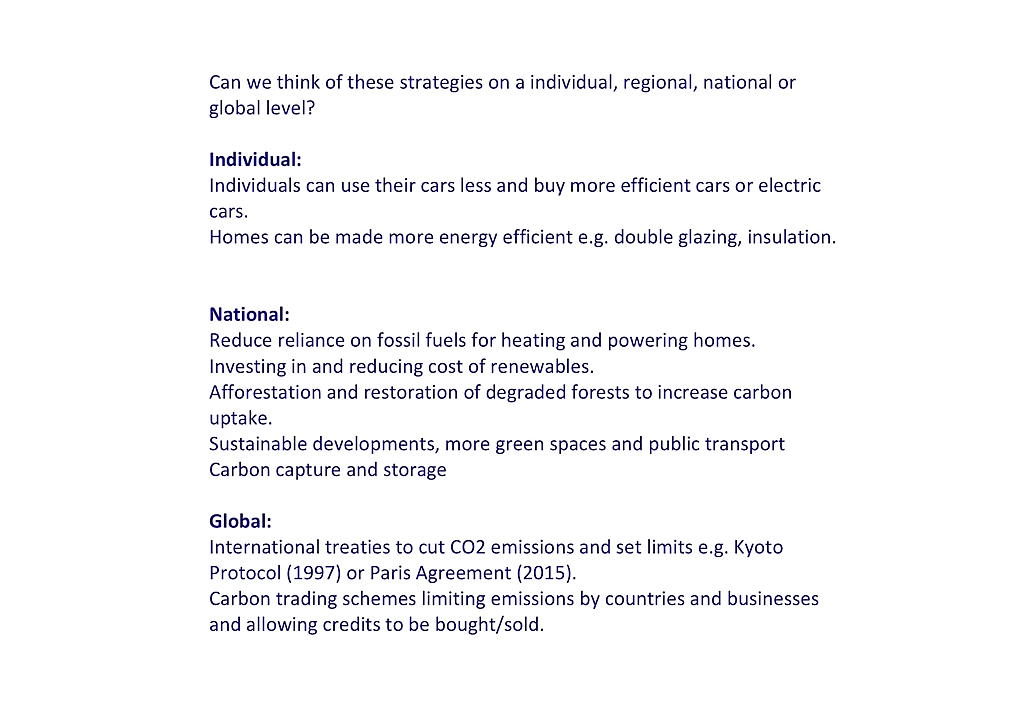 Can we think of these strategies on a individual, regional, national or
global level?
Individual:
Individuals can use their cars less and buy more efficient cars or electric
cars.
Homes can be made more energy efficient e.g. double glazing, insulation.
National:
Reduce reliance on fossil fuels for heating and powering homes.
Investing in and reducing cost of renewables.
Afforestation and restoration of degraded forests to increase carbon
uptake.
Sustainable developments, more green spaces and public transport
Carbon capture and storage
Global:
International treaties to cut CO2 emissions and set limits e.g. Kyoto
Protocol (1997) or Paris Agreement (2015).
Carbon trading schemes limiting emissions by countries and businesses
and allowing credits to be bought/sold.